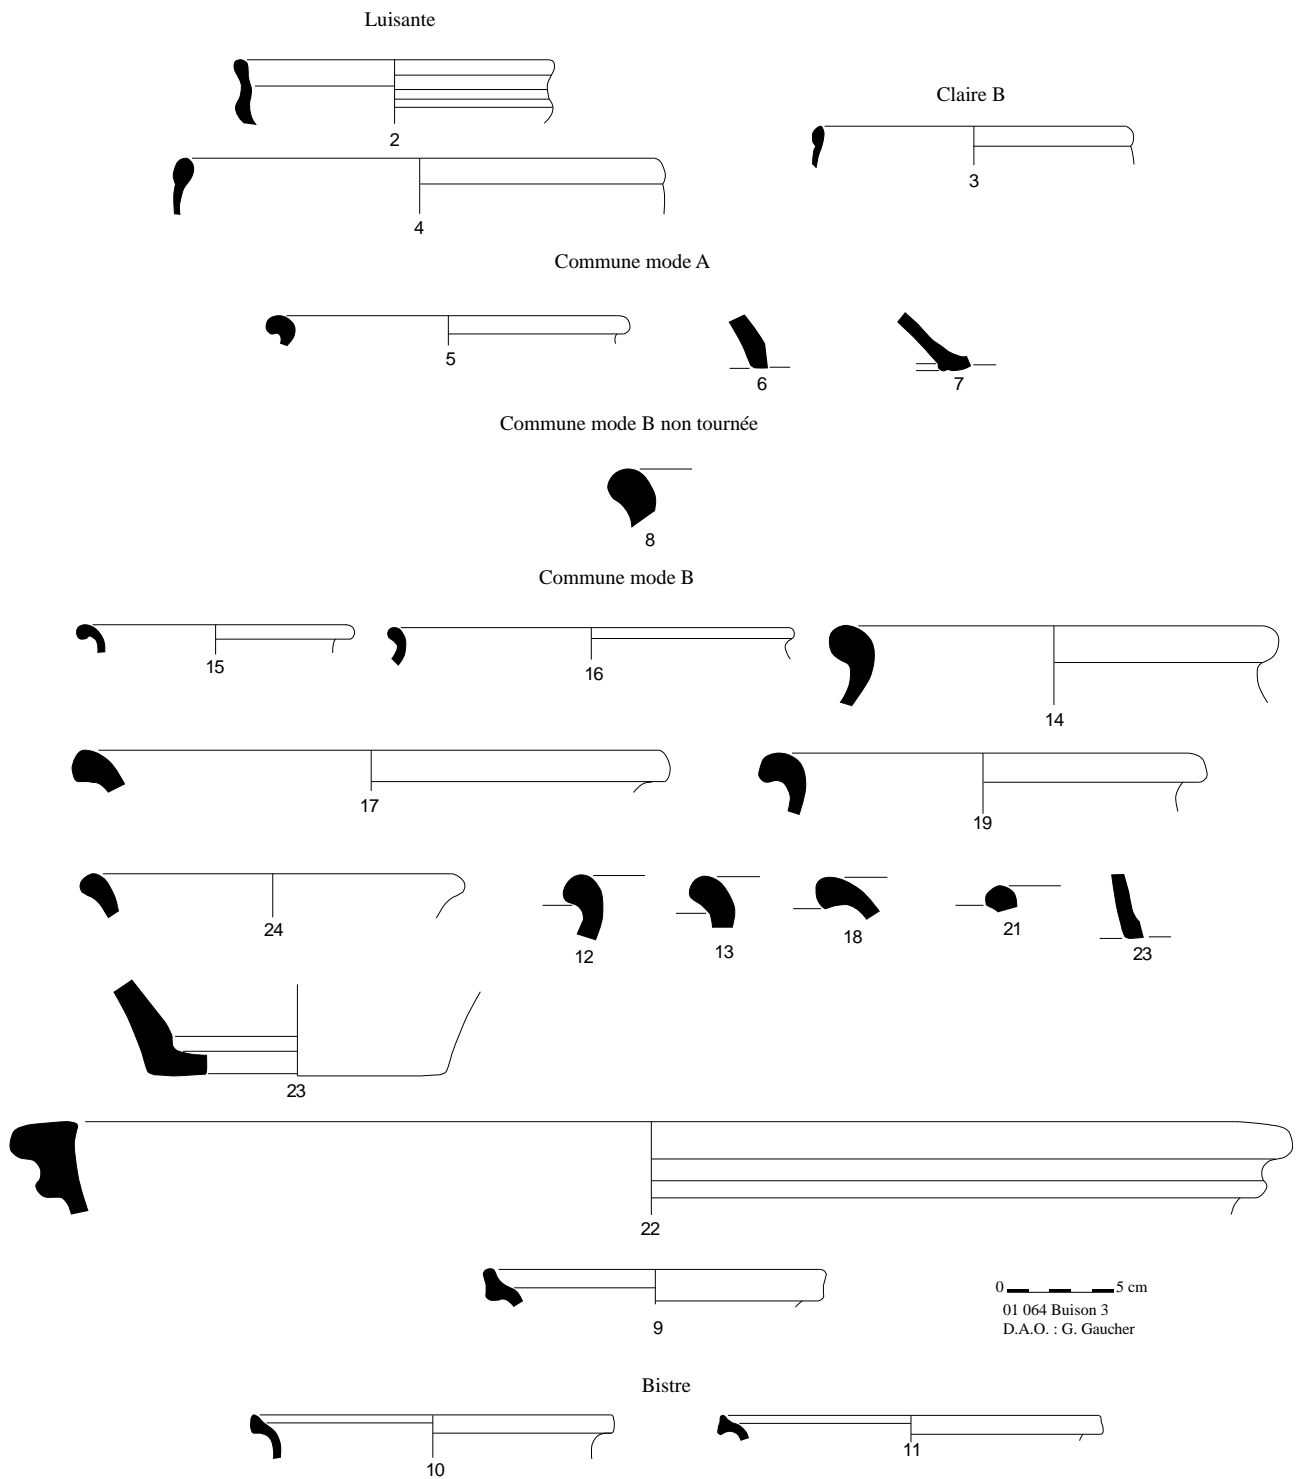 Luisante
2
Claire B
3
4
Commune mode A
5
6
7
Commune mode B non tournée
8
Commune mode B
15
16
14
17
19
24
12
13
18
21
23
23
22
9
0 5 cm
01 064 Buison 3
D.A.O. : G. Gaucher
Bistre
10
11